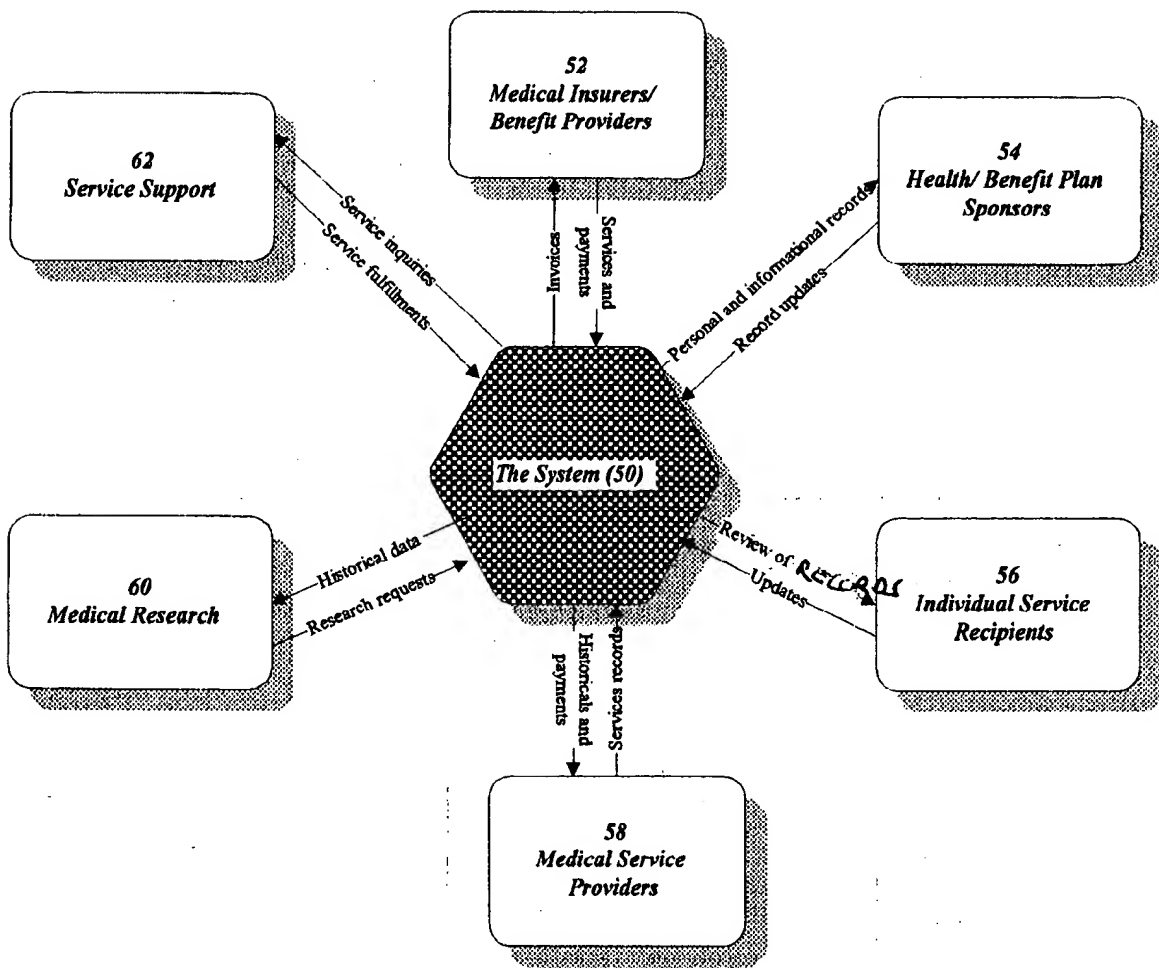 52
Medical Insurers/
Benefit Providers
62
Service Support
54
Health/ Benefit Plan
Sponsors
Service inquiries
Service fulfillments
Invoices
Services and
payments
Personal and informational records
Record updates
The System (50)
Historical data
Research requests
Review of RECORDS
Updates
60
Medical Research
56
Individual Service
Recipients
Historicals and
payments
Services records
58
Medical Service
Providers